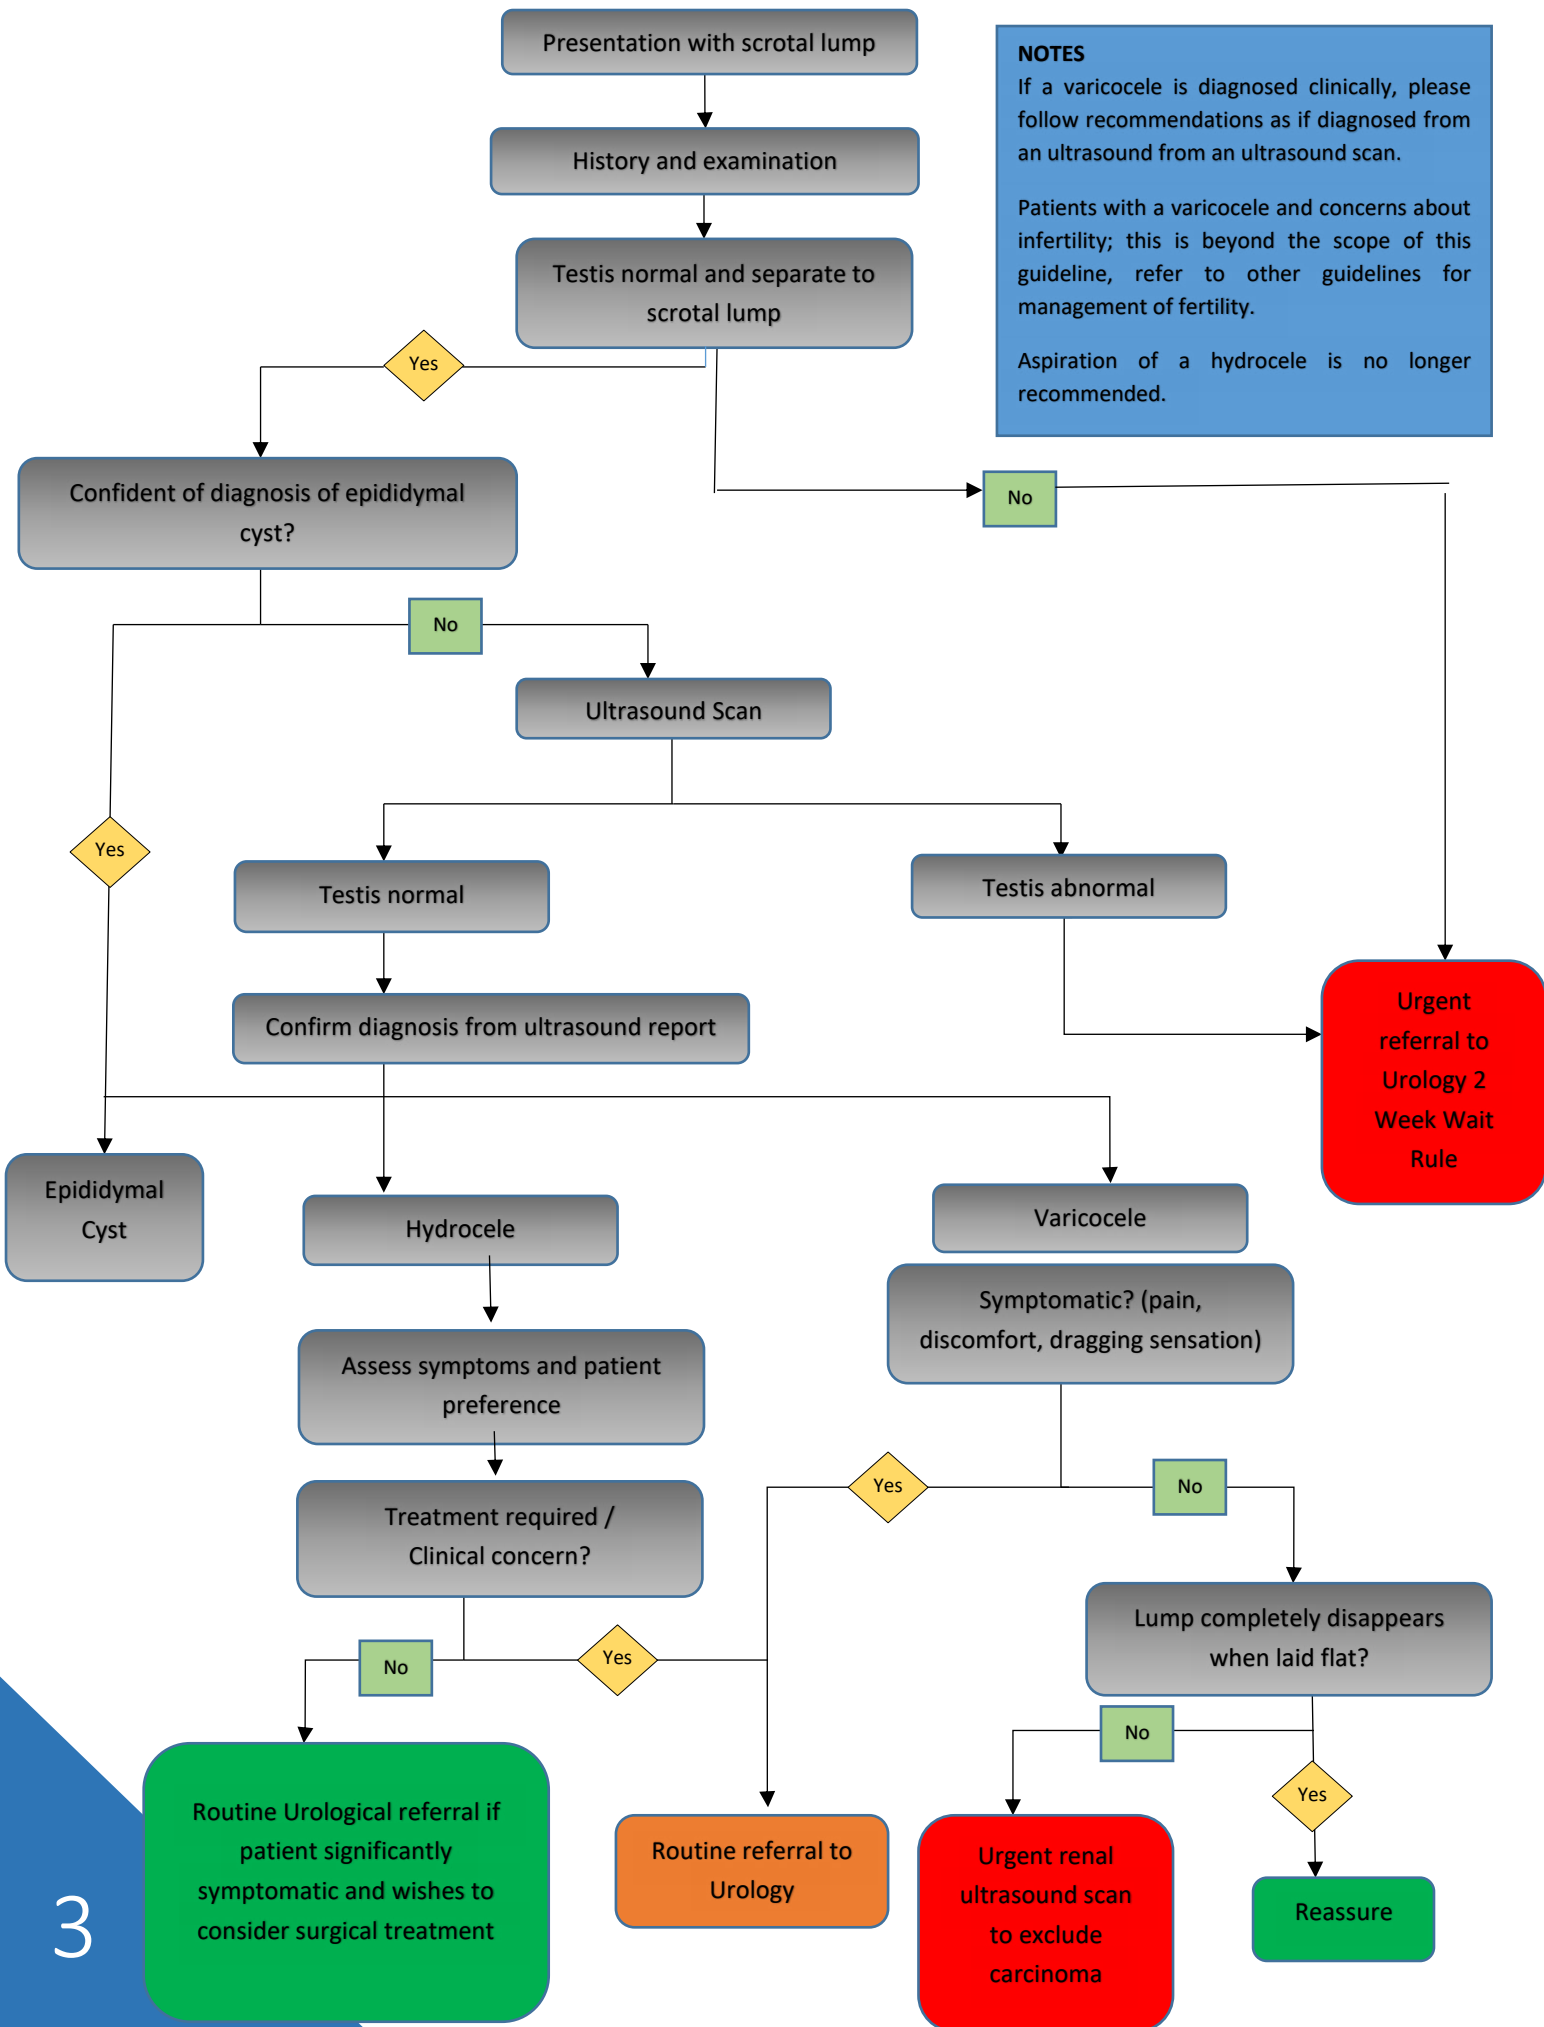 Presentation with scrotal lump
NOTES
If a varicocele is diagnosed clinically, please
follow recommendations as if diagnosed from
an ultrasound from an ultrasound scan.
Patients with a varicocele and concerns about
infertility; this is beyond the scope of this
guideline, refer to other guidelines for
management of fertility.
Aspiration of a hydrocele is no longer
recommended.
History and examination
Testis normal and separate to
scrotal lump
Yes
Confident of diagnosis of epididymal
cyst?
No
No
Ultrasound Scan
Yes
Testis normal
Testis abnormal
Confirm diagnosis from ultrasound report
Urgent
referral to
Urology 2
Week Wait
Rule
Epididymal
Cyst
Hydrocele
Varicocele
Symptomatic? (pain,
discomfort, dragging sensation)
Assess symptoms and patient
preference
Yes
No
Treatment required /
Clinical concern?
Lump completely disappears
when laid flat?
No
Yes
No
Yes
Routine Urological referral if
patient significantly
symptomatic and wishes to
consider surgical treatment
Routine referral to
Urology
Urgent renal
ultrasound scan
to exclude
carcinoma
Reassure
3